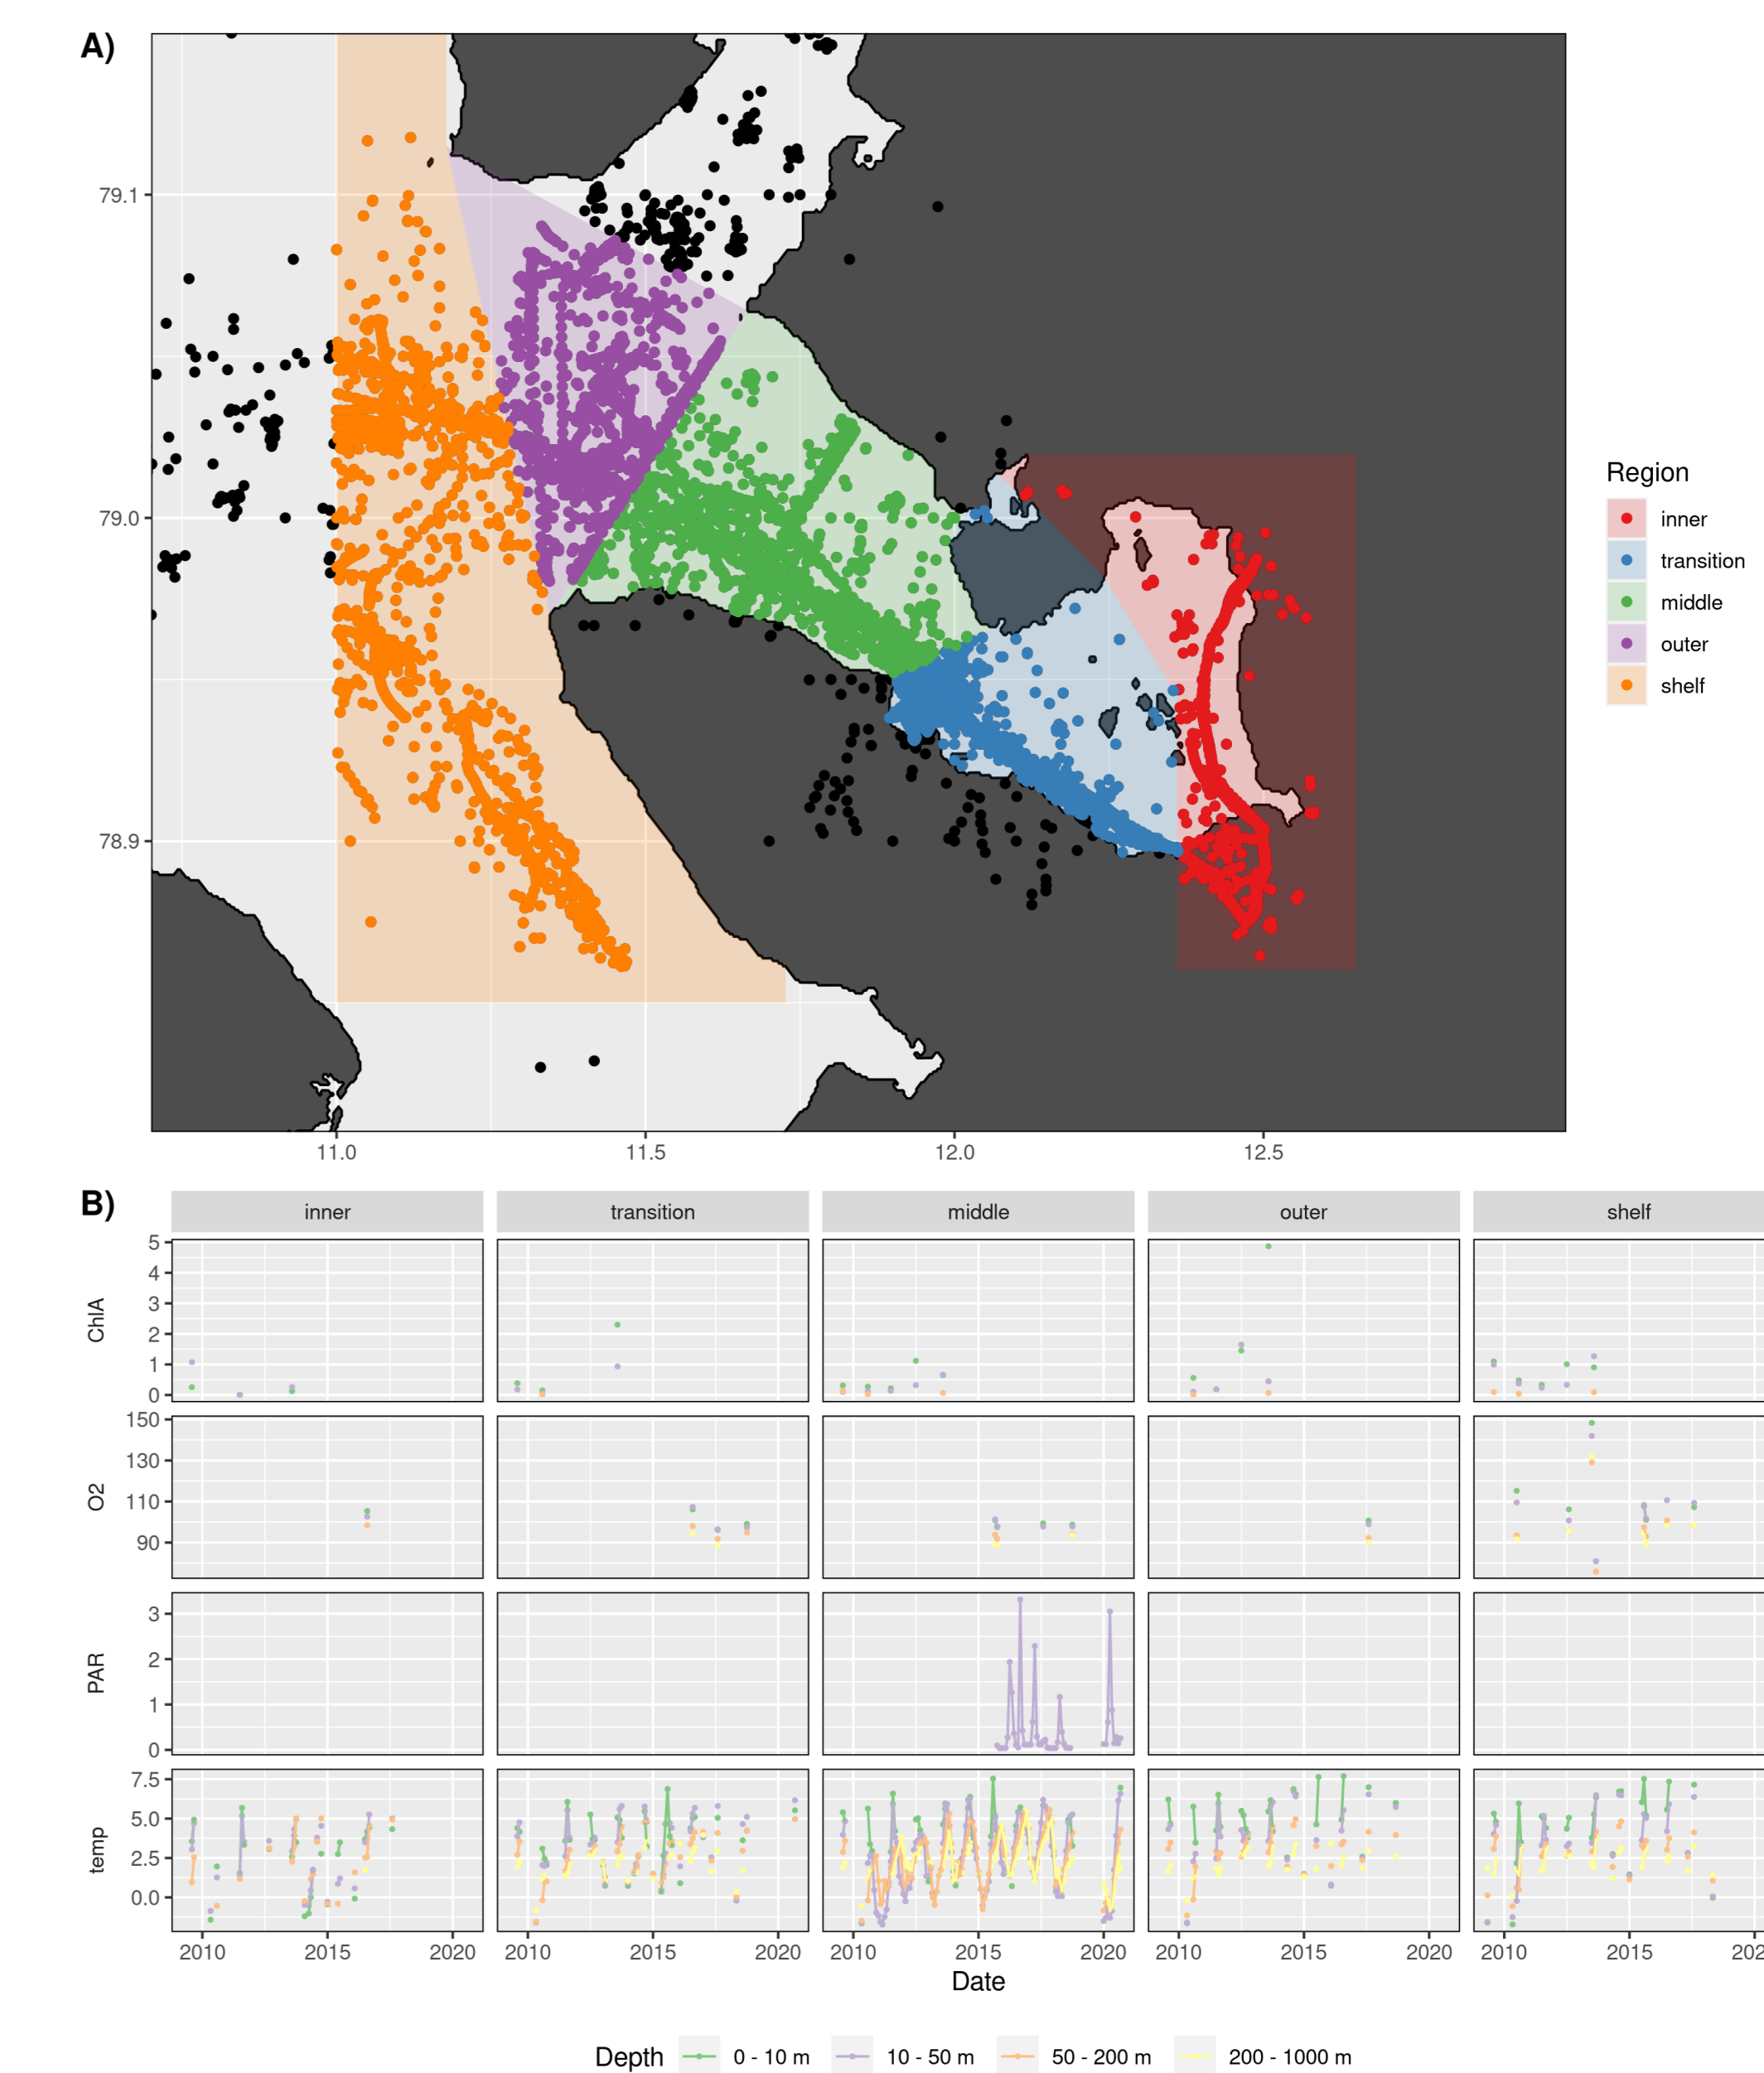 A)
79.1
79.0
78.9
11.0 11.5 12.0 12.5
Region
inner
transition
middle
outer
shelf
B)
inner transition middle outer shelf
ChlA
5
4
3
2
1
0
O2
150
130
110
90
PAR
3
2
1
0
temp
7.5
5.0
2.5
0.0
2010 2015 2020 2010 2015 2020 2010 2015 2020 2010 2015 2020 2010 2015 202
Date
Depth 0 - 10 m 10 - 50 m 50 - 200 m 200 - 1000 m